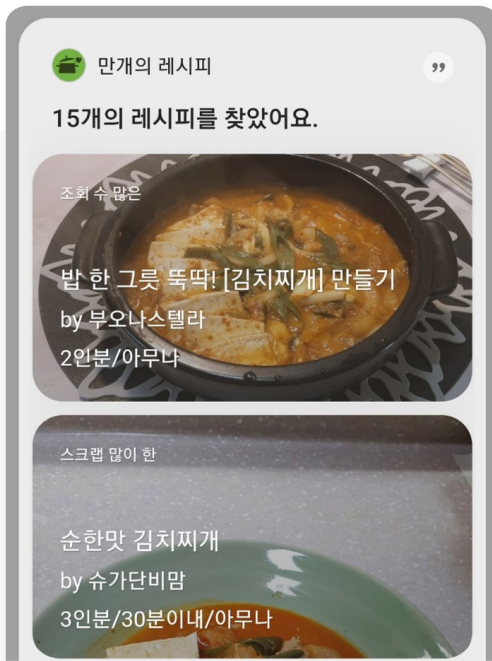 만개의 레시피
15개의 레시피를 찾았어요.
조회 수 많은
밥 한 그릇 뚝딱! [김치찌개] 만들기
by 부오나스텔라
2인분/아무나
스크랩 많이 한
순한맛 김치찌개
by 슈가단비맘
3인분/30분이내/아무나